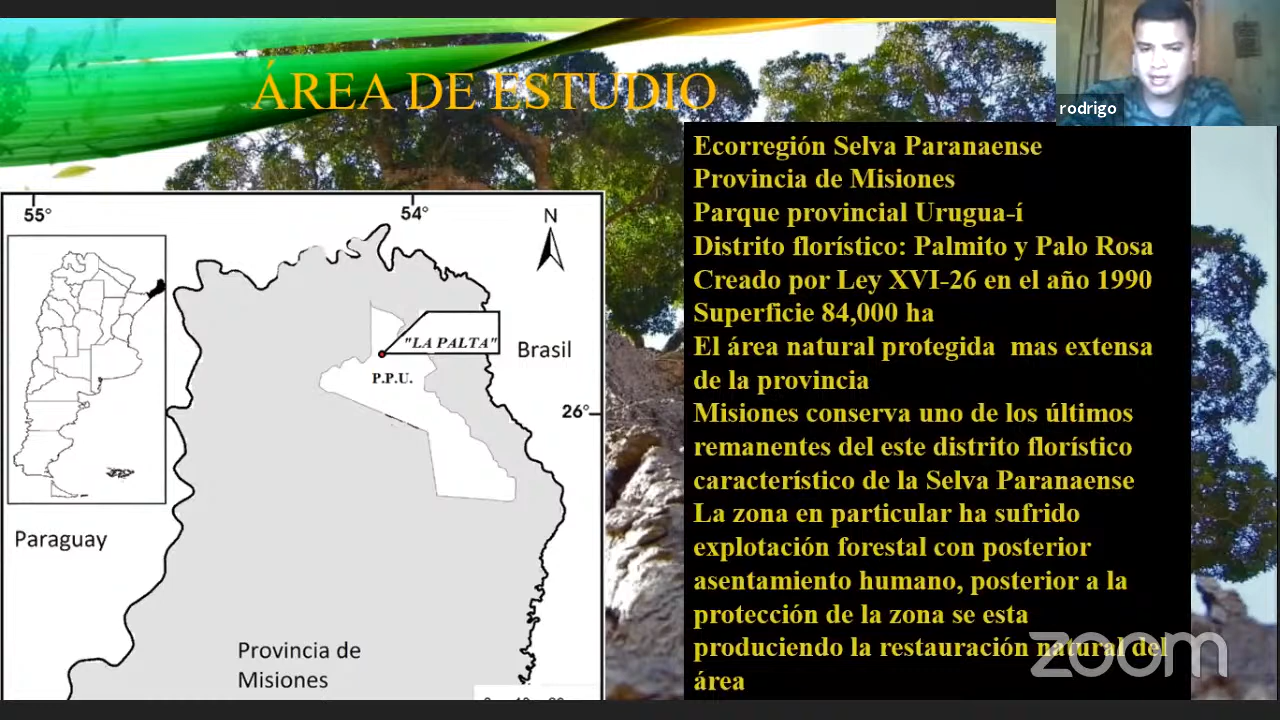 ÁREA DE ESTUDIO
rodrigo
55°
54°
N
"LA PALTA"
Brasil
P.P.U.
26°
Paraguay
Provincia de
Misiones
Ecorregión Selva Paranaense
Provincia de Misiones
Parque provincial Urugua-í
Distrito florístico: Palmito y Palo Rosa
Creado por Ley XVI-26 en el año 1990
Superficie 84,000 ha
El área natural protegida mas extensa
de la provincia
Misiones conserva uno de los últimos
remanentes del este distrito florístico
característico de la Selva Paranaense
La zona en particular ha sufrido
explotación forestal con posterior
asentamiento humano, posterior a la
protección de la zona se esta
produciendo la restauración natural del
área
zoom